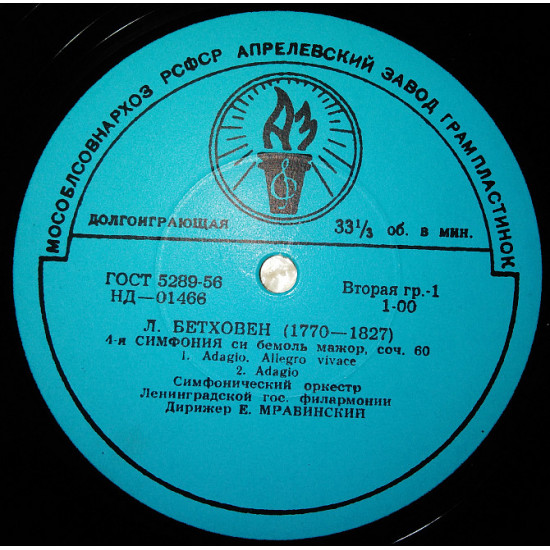 МОСОБЛСОВНАРХОЗ РСФСР АПРЕЛЕВСКИЙ ЗАВОД ГРАМПЛАСТИНОК
АЗ
ДОЛГОИГРАЮЩАЯ 33⅓ об. в мин.
ГОСТ 5289-56 Вторая гр.-1
НД—01466 1-00
Л. БЕТХОВЕН (1770—1827)
4-я СИМФОНИЯ си бемоль мажор, соч. 60
1. Adagio. Allegro vivace
2. Adagio
Симфонический оркестр
Ленинградской гос. филармонии
Дирижер Е. МРАВИНСКИЙ